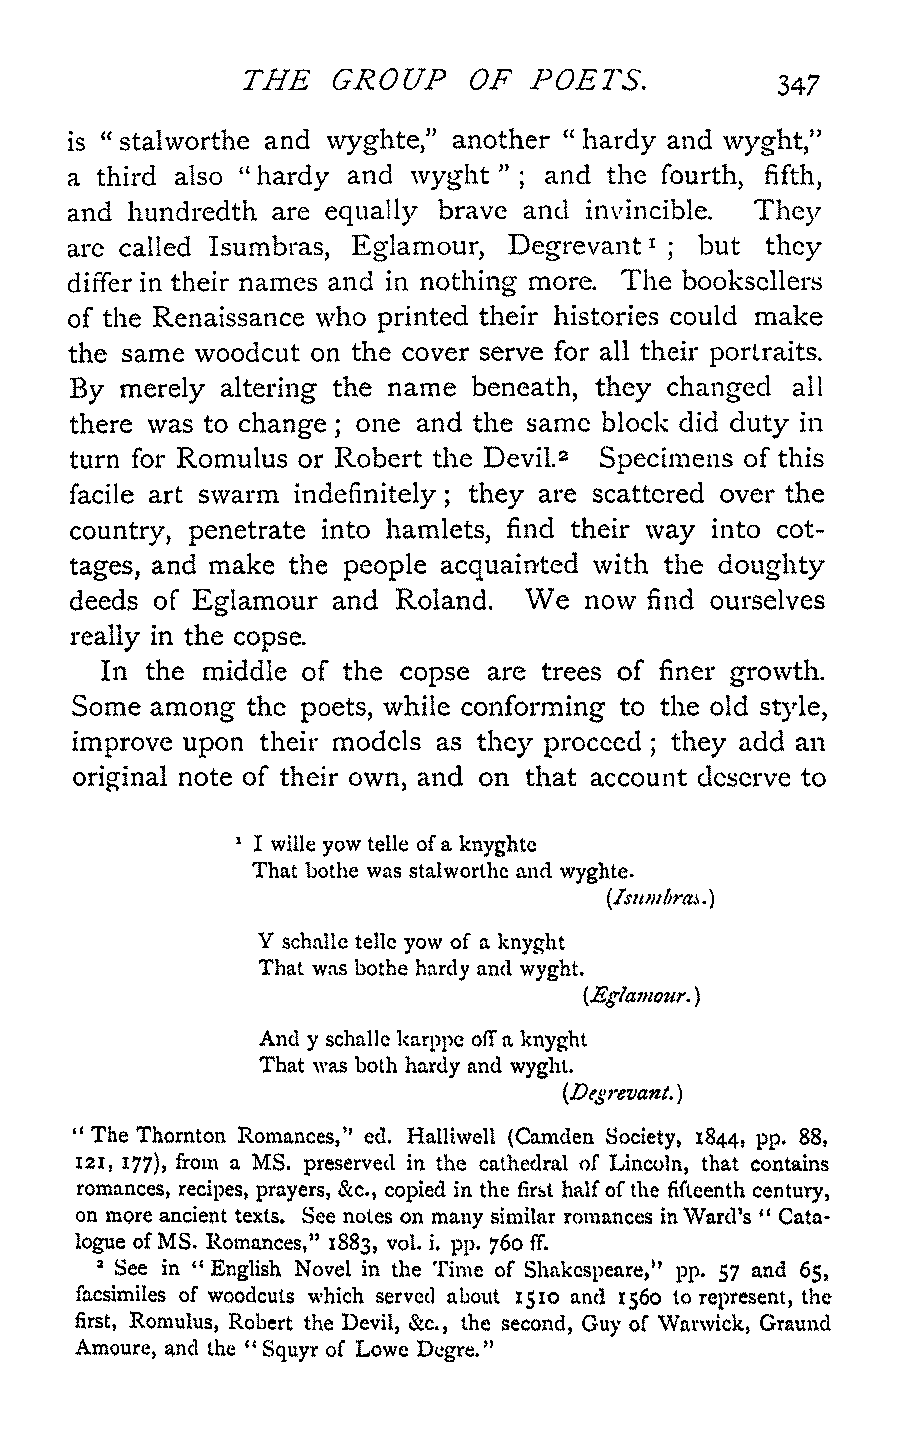 THE GROUP OF POETS. 347
is “ stalworthe and wyghte,” another “ hardy and wyght,”
a third also “ hardy and wyght ” ; and the fourth, fifth,
and hundredth are equally brave and invincible. They
are called Isumbras, Eglamour, Degrevant ¹ ; but they
differ in their names and in nothing more. The booksellers
of the Renaissance who printed their histories could make
the same woodcut on the cover serve for all their portraits.
By merely altering the name beneath, they changed all
there was to change ; one and the same block did duty in
turn for Romulus or Robert the Devil.² Specimens of this
facile art swarm indefinitely ; they are scattered over the
country, penetrate into hamlets, find their way into cot-
tages, and make the people acquainted with the doughty
deeds of Eglamour and Roland. We now find ourselves
really in the copse.
In the middle of the copse are trees of finer growth.
Some among the poets, while conforming to the old style,
improve upon their models as they proceed ; they add an
original note of their own, and on that account deserve to
¹ I wille yow telle of a knyghte
That bothe was stalworthe and wyghte.
(Isumbras.)
Y schalle telle yow of a knyght
That was bothe hardy and wyght.
(Eglamour.)
And y schalle karppe off a knyght
That was both hardy and wyght.
(Degrevant.)
“ The Thornton Romances,” ed. Halliwell (Camden Society, 1844, pp. 88,
121, 177), from a MS. preserved in the cathedral of Lincoln, that contains
romances, recipes, prayers, &c., copied in the first half of the fifteenth century,
on more ancient texts. See notes on many similar romances in Ward's “ Cata-
logue of MS. Romances,” 1883, vol. i. pp. 760 ff.
² See in “ English Novel in the Time of Shakespeare,” pp. 57 and 65,
facsimiles of woodcuts which served about 1510 and 1560 to represent, the
first, Romulus, Robert the Devil, &c., the second, Guy of Warwick, Graund
Amoure, and the “ Squyr of Lowe Degre.”